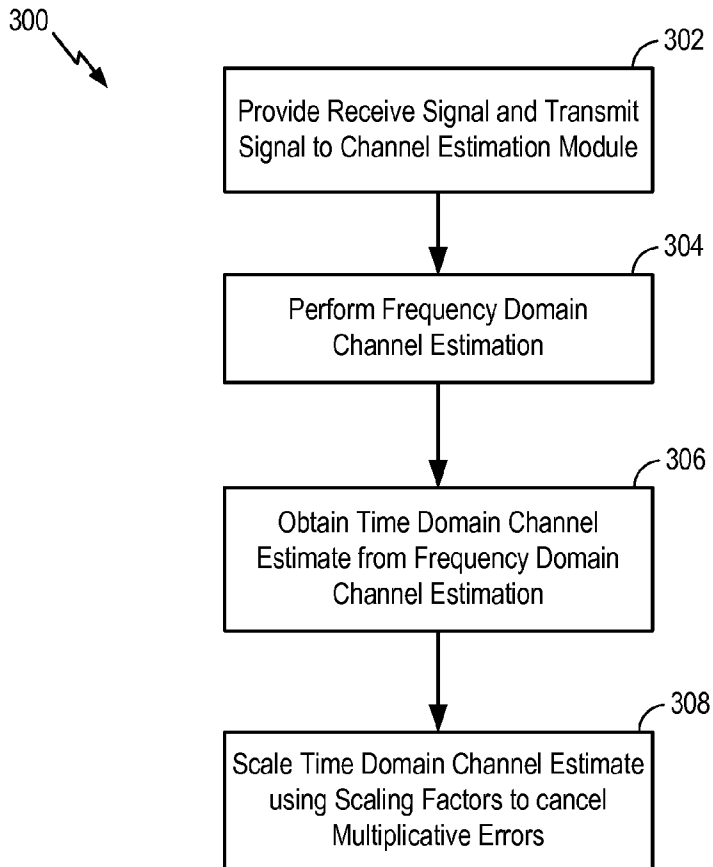 300
302
Provide Receive Signal and Transmit
Signal to Channel Estimation Module
304
Perform Frequency Domain
Channel Estimation
306
Obtain Time Domain Channel
Estimate from Frequency Domain
Channel Estimation
308
Scale Time Domain Channel Estimate
using Scaling Factors to cancel
Multiplicative Errors